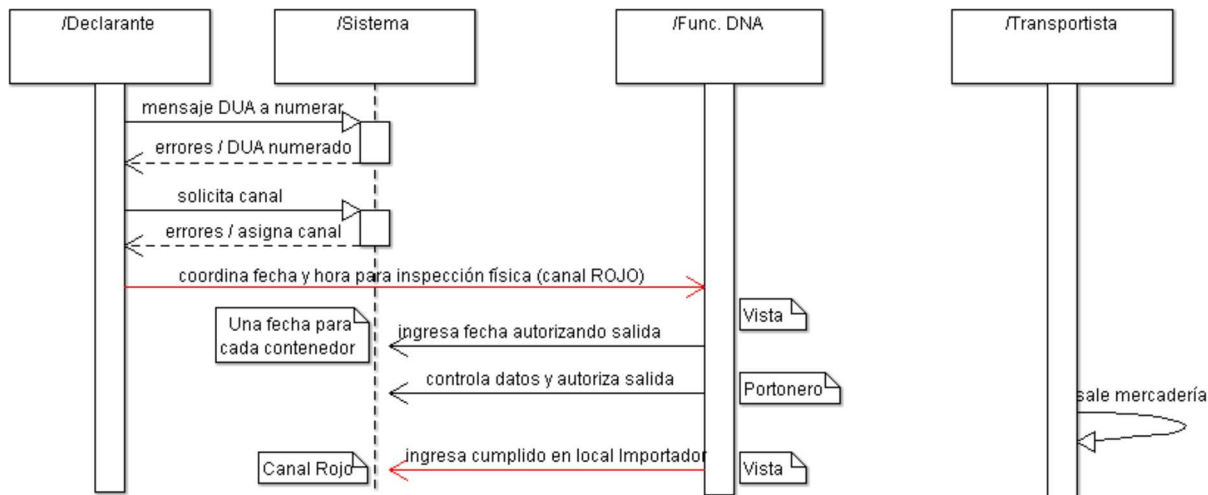 /Declarante
/Sistema
/Func. DNA
/Transportista
mensaje DUA a numerar
errores / DUA numerado
solicita canal
errores / asigna canal
coordina fecha y hora para inspección física (canal ROJO)
Vista
Una fecha para
cada contenedor
ingresa fecha autorizando salida
controla datos y autoriza salida
Portonero
sale mercadería
Canal Rojo
ingresa cumplido en local Importador
Vista